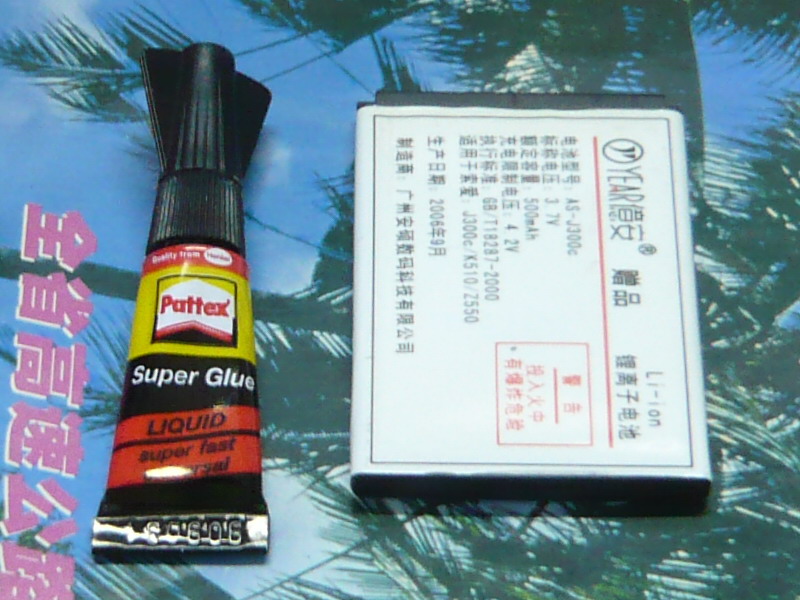 Quality from Henkel
Pattex
Super Glue
LIQUID
super fast
YEAR
®
赠品
Li-ion
锂离子电池
电池型号: AS-J300c
标称电压: 3.7V
额定容量: 500mAh
充电限制电压: 4.2V
执行标准: GB/T18287-2000
适用于索爱: J300c/K510/Z550
生产日期: 2006年9月
制造商: 广州安硕数码科技有限公司
警告
投入火中
有爆炸危险
全省高速公路